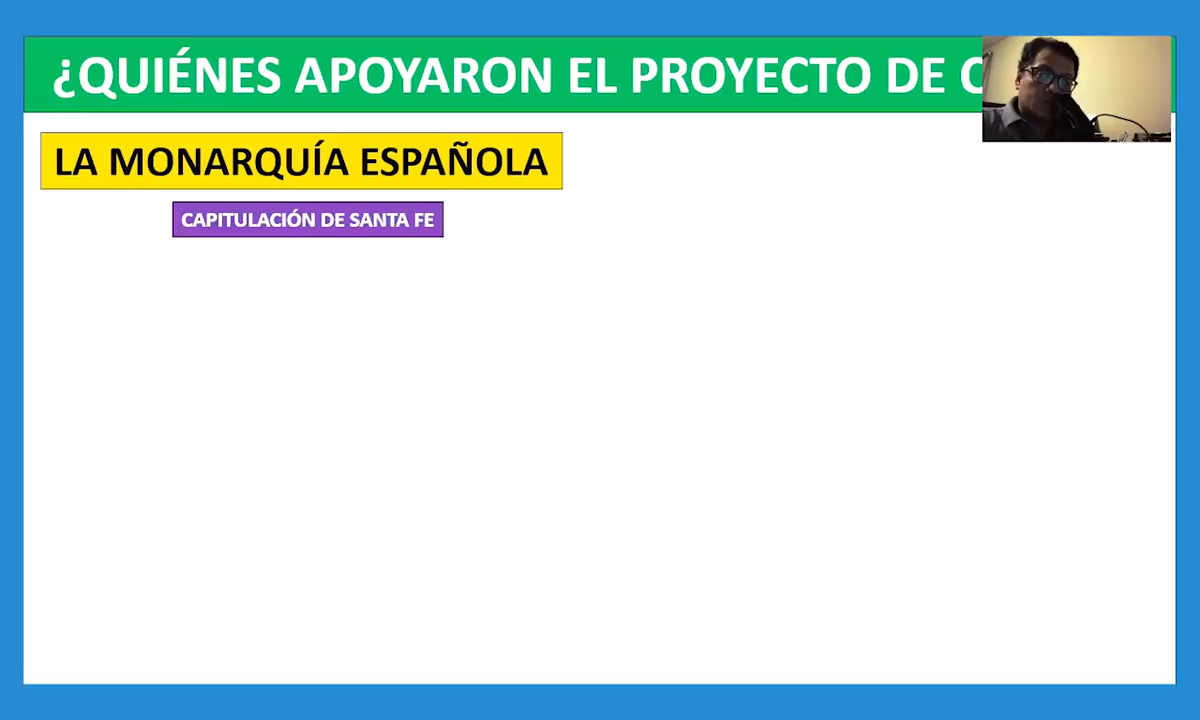 ¿QUIÉNES APOYARON EL PROYECTO DE
LA MONARQUÍA ESPAÑOLA
CAPITULACIÓN DE SANTA FE